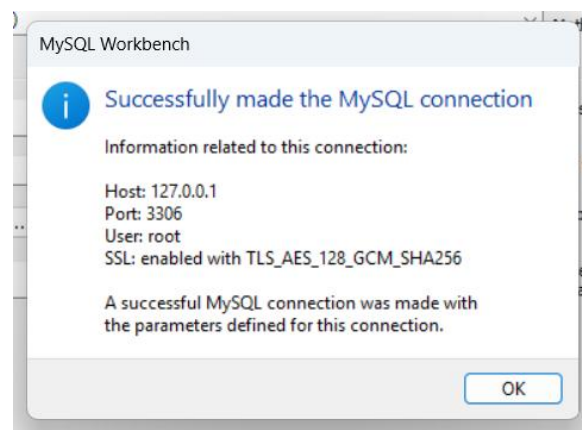 MySQL Workbench
Successfully made the MySQL connection
Information related to this connection:
Host: 127.0.0.1
Port: 3306
User: root
SSL: enabled with TLS_AES_128_GCM_SHA256
A successful MySQL connection was made with
the parameters defined for this connection.
OK